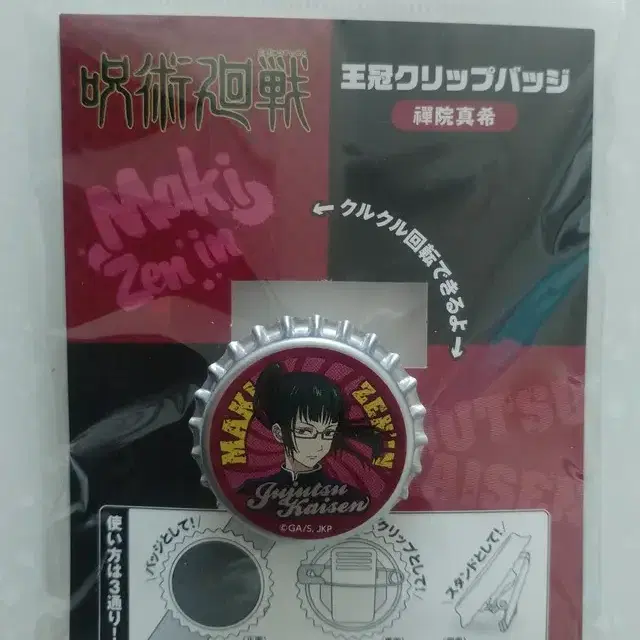 呪術廻戦
王冠クリップバッジ
禪院真希
Maki
Zen'in
クルクル回転できるよ
MAKI
ZEN'IN
Jujutsu
Kaisen
©GA/S, JKP
JUTSU
KAISEN
使い方は3通り!
バッジとして!
クリップとして!
スタンドとして!